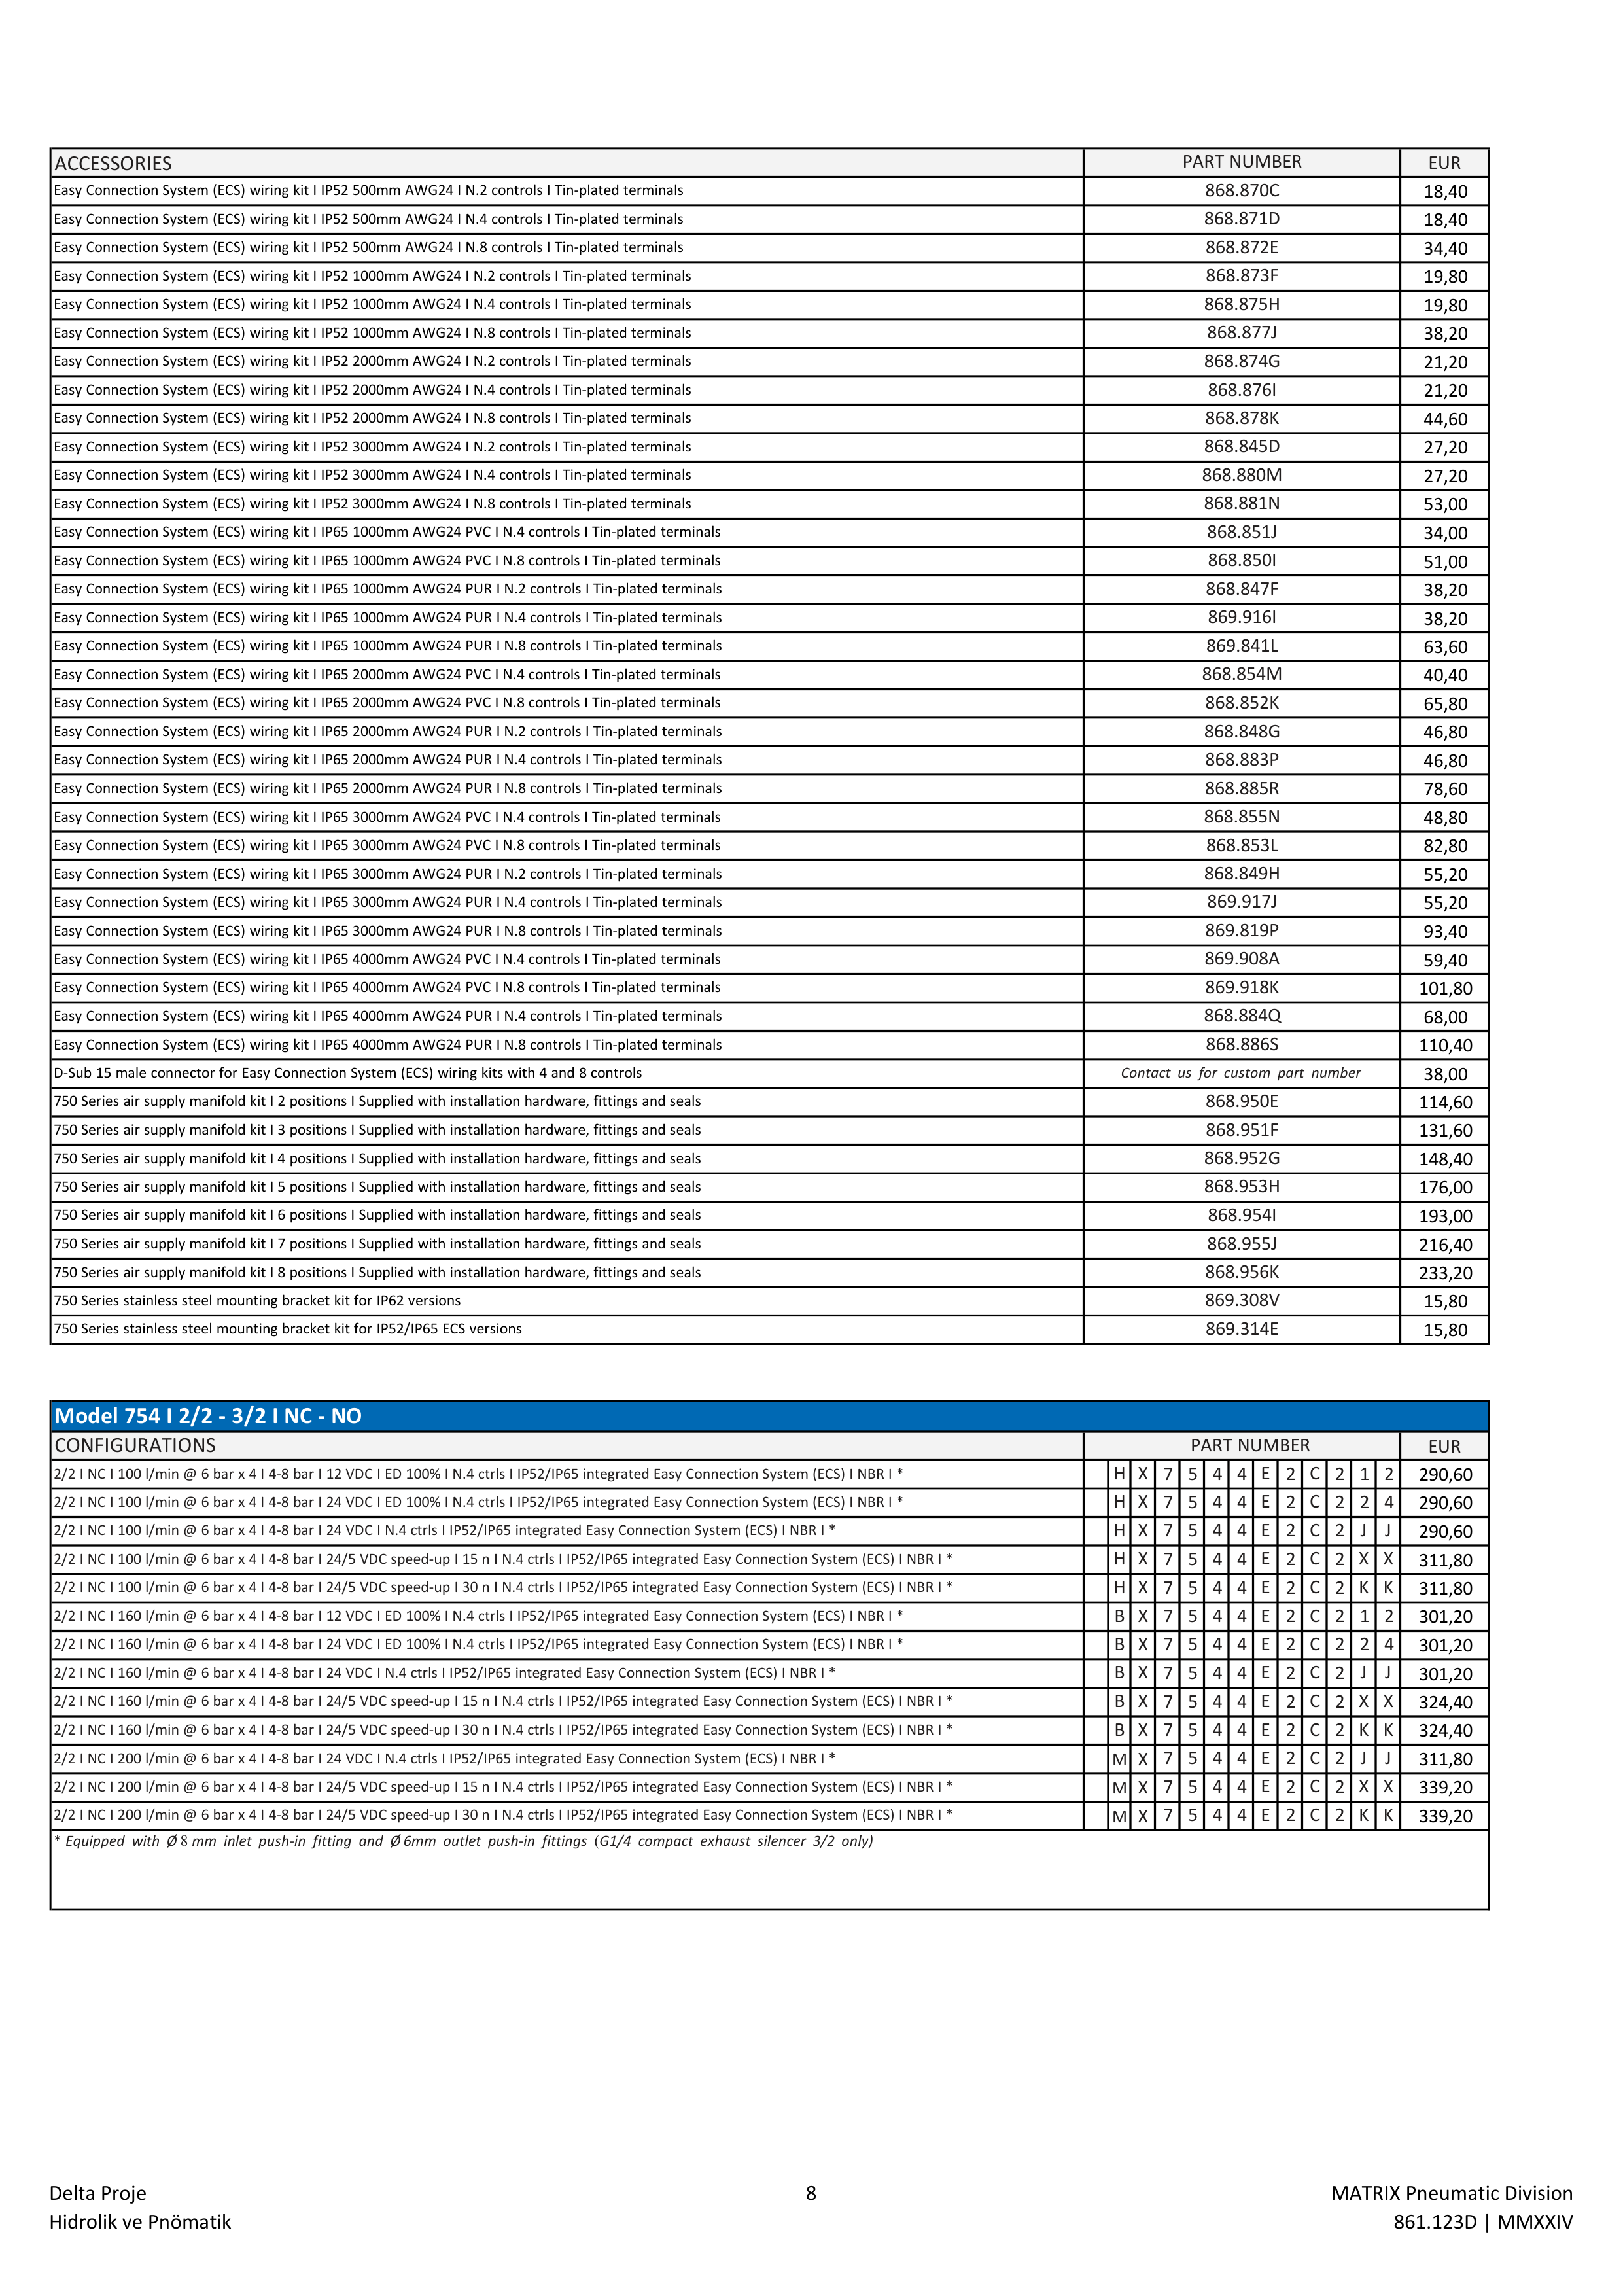 ACCESSORIES PART NUMBER EUR
Easy Connection System (ECS) wiring kit I IP52 500mm AWG24 I N.2 controls I Tin-plated terminals 868.870C 18,40
Easy Connection System (ECS) wiring kit I IP52 500mm AWG24 I N.4 controls I Tin-plated terminals 868.871D 18,40
Easy Connection System (ECS) wiring kit I IP52 500mm AWG24 I N.8 controls I Tin-plated terminals 868.872E 34,40
Easy Connection System (ECS) wiring kit I IP52 1000mm AWG24 I N.2 controls I Tin-plated terminals 868.873F 19,80
Easy Connection System (ECS) wiring kit I IP52 1000mm AWG24 I N.4 controls I Tin-plated terminals 868.875H 19,80
Easy Connection System (ECS) wiring kit I IP52 1000mm AWG24 I N.8 controls I Tin-plated terminals 868.877J 38,20
Easy Connection System (ECS) wiring kit I IP52 2000mm AWG24 I N.2 controls I Tin-plated terminals 868.874G 21,20
Easy Connection System (ECS) wiring kit I IP52 2000mm AWG24 I N.4 controls I Tin-plated terminals 868.876I 21,20
Easy Connection System (ECS) wiring kit I IP52 2000mm AWG24 I N.8 controls I Tin-plated terminals 868.878K 44,60
Easy Connection System (ECS) wiring kit I IP52 3000mm AWG24 I N.2 controls I Tin-plated terminals 868.845D 27,20
Easy Connection System (ECS) wiring kit I IP52 3000mm AWG24 I N.4 controls I Tin-plated terminals 868.880M 27,20
Easy Connection System (ECS) wiring kit I IP52 3000mm AWG24 I N.8 controls I Tin-plated terminals 868.881N 53,00
Easy Connection System (ECS) wiring kit I IP65 1000mm AWG24 PVC I N.4 controls I Tin-plated terminals 868.851J 34,00
Easy Connection System (ECS) wiring kit I IP65 1000mm AWG24 PVC I N.8 controls I Tin-plated terminals 868.850I 51,00
Easy Connection System (ECS) wiring kit I IP65 1000mm AWG24 PUR I N.2 controls I Tin-plated terminals 868.847F 38,20
Easy Connection System (ECS) wiring kit I IP65 1000mm AWG24 PUR I N.4 controls I Tin-plated terminals 869.916I 38,20
Easy Connection System (ECS) wiring kit I IP65 1000mm AWG24 PUR I N.8 controls I Tin-plated terminals 869.841L 63,60
Easy Connection System (ECS) wiring kit I IP65 2000mm AWG24 PVC I N.4 controls I Tin-plated terminals 868.854M 40,40
Easy Connection System (ECS) wiring kit I IP65 2000mm AWG24 PVC I N.8 controls I Tin-plated terminals 868.852K 65,80
Easy Connection System (ECS) wiring kit I IP65 2000mm AWG24 PUR I N.2 controls I Tin-plated terminals 868.848G 46,80
Easy Connection System (ECS) wiring kit I IP65 2000mm AWG24 PUR I N.4 controls I Tin-plated terminals 868.883P 46,80
Easy Connection System (ECS) wiring kit I IP65 2000mm AWG24 PUR I N.8 controls I Tin-plated terminals 868.885R 78,60
Easy Connection System (ECS) wiring kit I IP65 3000mm AWG24 PVC I N.4 controls I Tin-plated terminals 868.855N 48,80
Easy Connection System (ECS) wiring kit I IP65 3000mm AWG24 PVC I N.8 controls I Tin-plated terminals 868.853L 82,80
Easy Connection System (ECS) wiring kit I IP65 3000mm AWG24 PUR I N.2 controls I Tin-plated terminals 868.849H 55,20
Easy Connection System (ECS) wiring kit I IP65 3000mm AWG24 PUR I N.4 controls I Tin-plated terminals 869.917J 55,20
Easy Connection System (ECS) wiring kit I IP65 3000mm AWG24 PUR I N.8 controls I Tin-plated terminals 869.819P 93,40
Easy Connection System (ECS) wiring kit I IP65 4000mm AWG24 PVC I N.4 controls I Tin-plated terminals 869.908A 59,40
Easy Connection System (ECS) wiring kit I IP65 4000mm AWG24 PVC I N.8 controls I Tin-plated terminals 869.918K 101,80
Easy Connection System (ECS) wiring kit I IP65 4000mm AWG24 PUR I N.4 controls I Tin-plated terminals 868.884Q 68,00
Easy Connection System (ECS) wiring kit I IP65 4000mm AWG24 PUR I N.8 controls I Tin-plated terminals 868.886S 110,40
D-Sub 15 male connector for Easy Connection System (ECS) wiring kits with 4 and 8 controls Contact us for custom part number 38,00
750 Series air supply manifold kit I 2 positions I Supplied with installation hardware, fittings and seals 868.950E 114,60
750 Series air supply manifold kit I 3 positions I Supplied with installation hardware, fittings and seals 868.951F 131,60
750 Series air supply manifold kit I 4 positions I Supplied with installation hardware, fittings and seals 868.952G 148,40
750 Series air supply manifold kit I 5 positions I Supplied with installation hardware, fittings and seals 868.953H 176,00
750 Series air supply manifold kit I 6 positions I Supplied with installation hardware, fittings and seals 868.954I 193,00
750 Series air supply manifold kit I 7 positions I Supplied with installation hardware, fittings and seals 868.955J 216,40
750 Series air supply manifold kit I 8 positions I Supplied with installation hardware, fittings and seals 868.956K 233,20
750 Series stainless steel mounting bracket kit for IP62 versions 869.308V 15,80
750 Series stainless steel mounting bracket kit for IP52/IP65 ECS versions 869.314E 15,80
Model 754 I 2/2 - 3/2 I NC - NO
CONFIGURATIONS PART NUMBER EUR
2/2 I NC I 100 l/min @ 6 bar x 4 I 4-8 bar I 12 VDC I ED 100% I N.4 ctrls I IP52/IP65 integrated Easy Connection System (ECS) I NBR I * H X 7 5 4 4 E 2 C 2 1 2 290,60
2/2 I NC I 100 l/min @ 6 bar x 4 I 4-8 bar I 24 VDC I ED 100% I N.4 ctrls I IP52/IP65 integrated Easy Connection System (ECS) I NBR I * H X 7 5 4 4 E 2 C 2 2 4 290,60
2/2 I NC I 100 l/min @ 6 bar x 4 I 4-8 bar I 24 VDC I N.4 ctrls I IP52/IP65 integrated Easy Connection System (ECS) I NBR I * H X 7 5 4 4 E 2 C 2 J J 290,60
2/2 I NC I 100 l/min @ 6 bar x 4 I 4-8 bar I 24/5 VDC speed-up I 15 n I N.4 ctrls I IP52/IP65 integrated Easy Connection System (ECS) I NBR I * H X 7 5 4 4 E 2 C 2 X X 311,80
2/2 I NC I 100 l/min @ 6 bar x 4 I 4-8 bar I 24/5 VDC speed-up I 30 n I N.4 ctrls I IP52/IP65 integrated Easy Connection System (ECS) I NBR I * H X 7 5 4 4 E 2 C 2 K K 311,80
2/2 I NC I 160 l/min @ 6 bar x 4 I 4-8 bar I 12 VDC I ED 100% I N.4 ctrls I IP52/IP65 integrated Easy Connection System (ECS) I NBR I * B X 7 5 4 4 E 2 C 2 1 2 301,20
2/2 I NC I 160 l/min @ 6 bar x 4 I 4-8 bar I 24 VDC I ED 100% I N.4 ctrls I IP52/IP65 integrated Easy Connection System (ECS) I NBR I * B X 7 5 4 4 E 2 C 2 2 4 301,20
2/2 I NC I 160 l/min @ 6 bar x 4 I 4-8 bar I 24 VDC I N.4 ctrls I IP52/IP65 integrated Easy Connection System (ECS) I NBR I * B X 7 5 4 4 E 2 C 2 J J 301,20
2/2 I NC I 160 l/min @ 6 bar x 4 I 4-8 bar I 24/5 VDC speed-up I 15 n I N.4 ctrls I IP52/IP65 integrated Easy Connection System (ECS) I NBR I * B X 7 5 4 4 E 2 C 2 X X 324,40
2/2 I NC I 160 l/min @ 6 bar x 4 I 4-8 bar I 24/5 VDC speed-up I 30 n I N.4 ctrls I IP52/IP65 integrated Easy Connection System (ECS) I NBR I * B X 7 5 4 4 E 2 C 2 K K 324,40
2/2 I NC I 200 l/min @ 6 bar x 4 I 4-8 bar I 24 VDC I N.4 ctrls I IP52/IP65 integrated Easy Connection System (ECS) I NBR I * M X 7 5 4 4 E 2 C 2 J J 311,80
2/2 I NC I 200 l/min @ 6 bar x 4 I 4-8 bar I 24/5 VDC speed-up I 15 n I N.4 ctrls I IP52/IP65 integrated Easy Connection System (ECS) I NBR I * M X 7 5 4 4 E 2 C 2 X X 339,20
2/2 I NC I 200 l/min @ 6 bar x 4 I 4-8 bar I 24/5 VDC speed-up I 30 n I N.4 ctrls I IP52/IP65 integrated Easy Connection System (ECS) I NBR I * M X 7 5 4 4 E 2 C 2 K K 339,20
* Equipped with Ø 8 mm inlet push-in fitting and Ø 6mm outlet push-in fittings (G1/4 compact exhaust silencer 3/2 only)
Delta Proje 8 MATRIX Pneumatic Division
Hidrolik ve Pnömatik 861.123D | MMXXIV